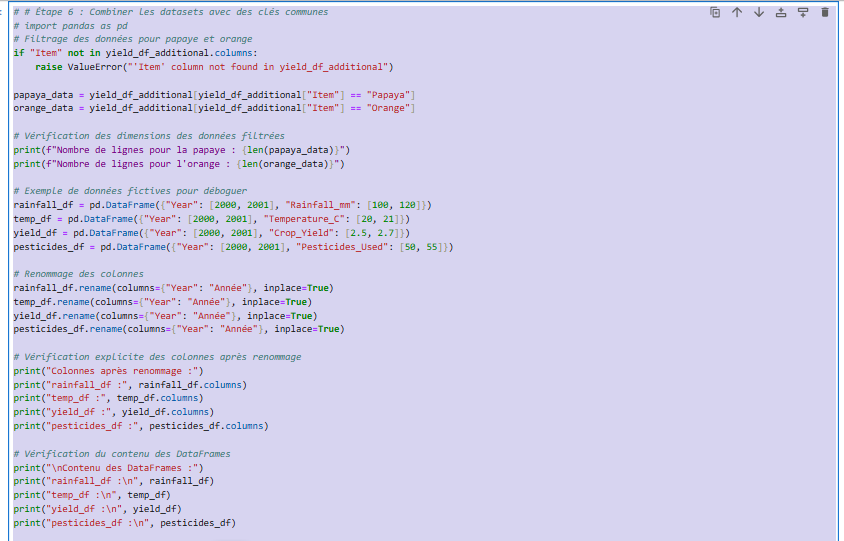 # # Étape 6 : Combiner les datasets avec des clés communes
# import pandas as pd
# Filtrage des données pour papaye et orange
if "Item" not in yield_df_additional.columns:
    raise ValueError("'Item' column not found in yield_df_additional")

papaya_data = yield_df_additional[yield_df_additional["Item"] == "Papaya"]
orange_data = yield_df_additional[yield_df_additional["Item"] == "Orange"]

# Vérification des dimensions des données filtrées
print(f"Nombre de lignes pour la papaye : {len(papaya_data)}")
print(f"Nombre de lignes pour l'orange : {len(orange_data)}")

# Exemple de données fictives pour déboguer
rainfall_df = pd.DataFrame({"Year": [2000, 2001], "Rainfall_mm": [100, 120]})
temp_df = pd.DataFrame({"Year": [2000, 2001], "Temperature_C": [20, 21]})
yield_df = pd.DataFrame({"Year": [2000, 2001], "Crop_Yield": [2.5, 2.7]})
pesticides_df = pd.DataFrame({"Year": [2000, 2001], "Pesticides_Used": [50, 55]})

# Renommage des colonnes
rainfall_df.rename(columns={"Year": "Année"}, inplace=True)
temp_df.rename(columns={"Year": "Année"}, inplace=True)
yield_df.rename(columns={"Year": "Année"}, inplace=True)
pesticides_df.rename(columns={"Year": "Année"}, inplace=True)

# Vérification explicite des colonnes après renommage
print("Colonnes après renommage :")
print("rainfall_df :", rainfall_df.columns)
print("temp_df :", temp_df.columns)
print("yield_df :", yield_df.columns)
print("pesticides_df :", pesticides_df.columns)

# Vérification du contenu des DataFrames
print("\nContenu des DataFrames :")
print("rainfall_df :\n", rainfall_df)
print("temp_df :\n", temp_df)
print("yield_df :\n", yield_df)
print("pesticides_df :\n", pesticides_df)